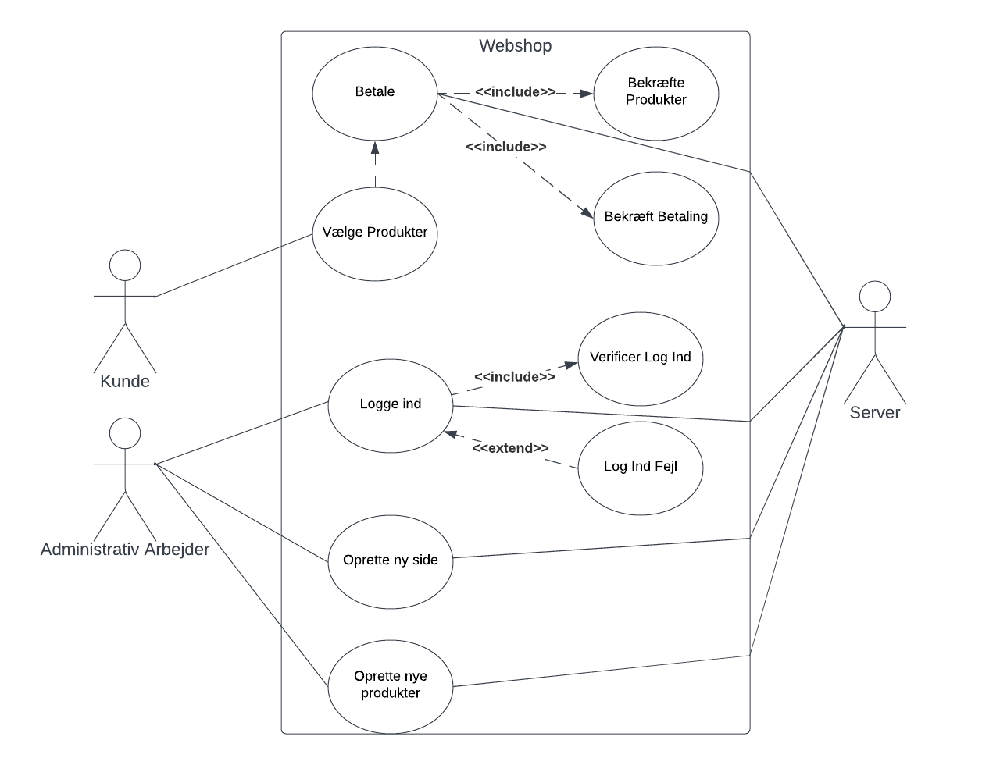 Webshop
Betale
<<include>>
Bekræfte
Produkter
<<include>>
Vælge Produkter
Bekræft Betaling
Kunde
Verificer Log Ind
<<include>>
Logge ind
Server
<<extend>>
Log Ind Fejl
Administrativ Arbejder
Oprette ny side
Oprette nye
produkter